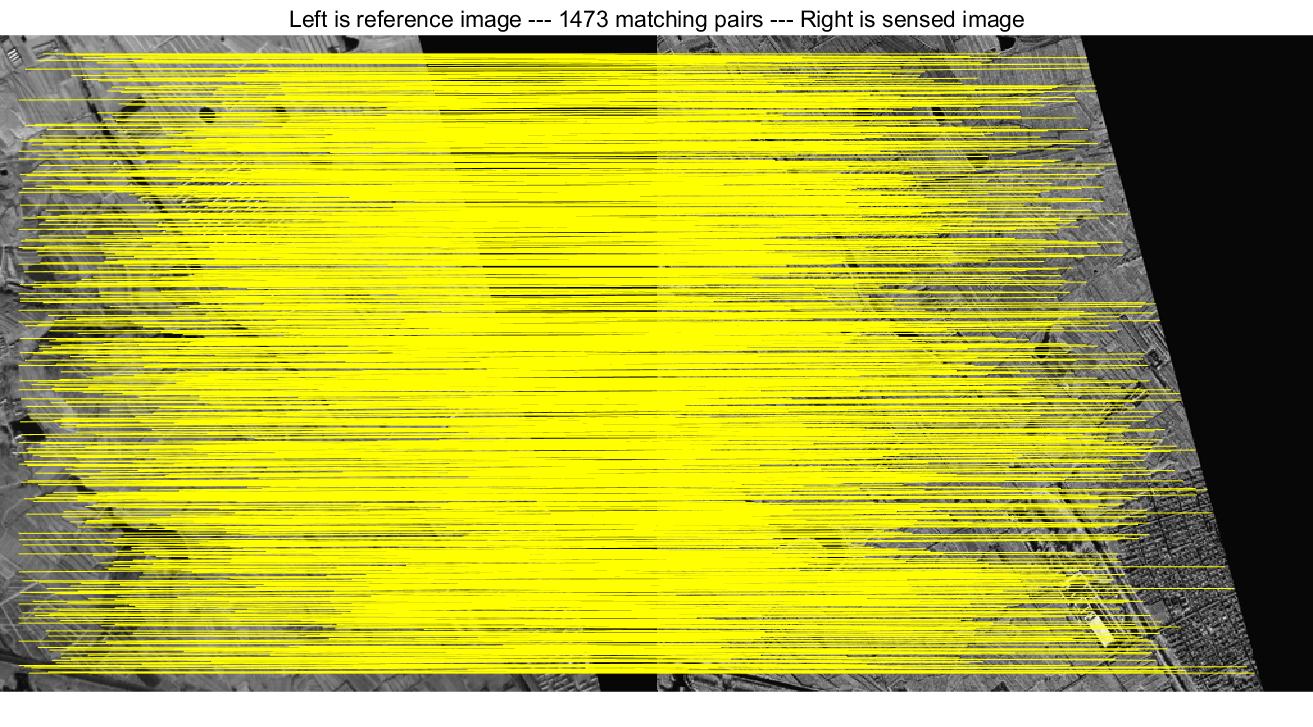 Left is reference image --- 1473 matching pairs --- Right is sensed image